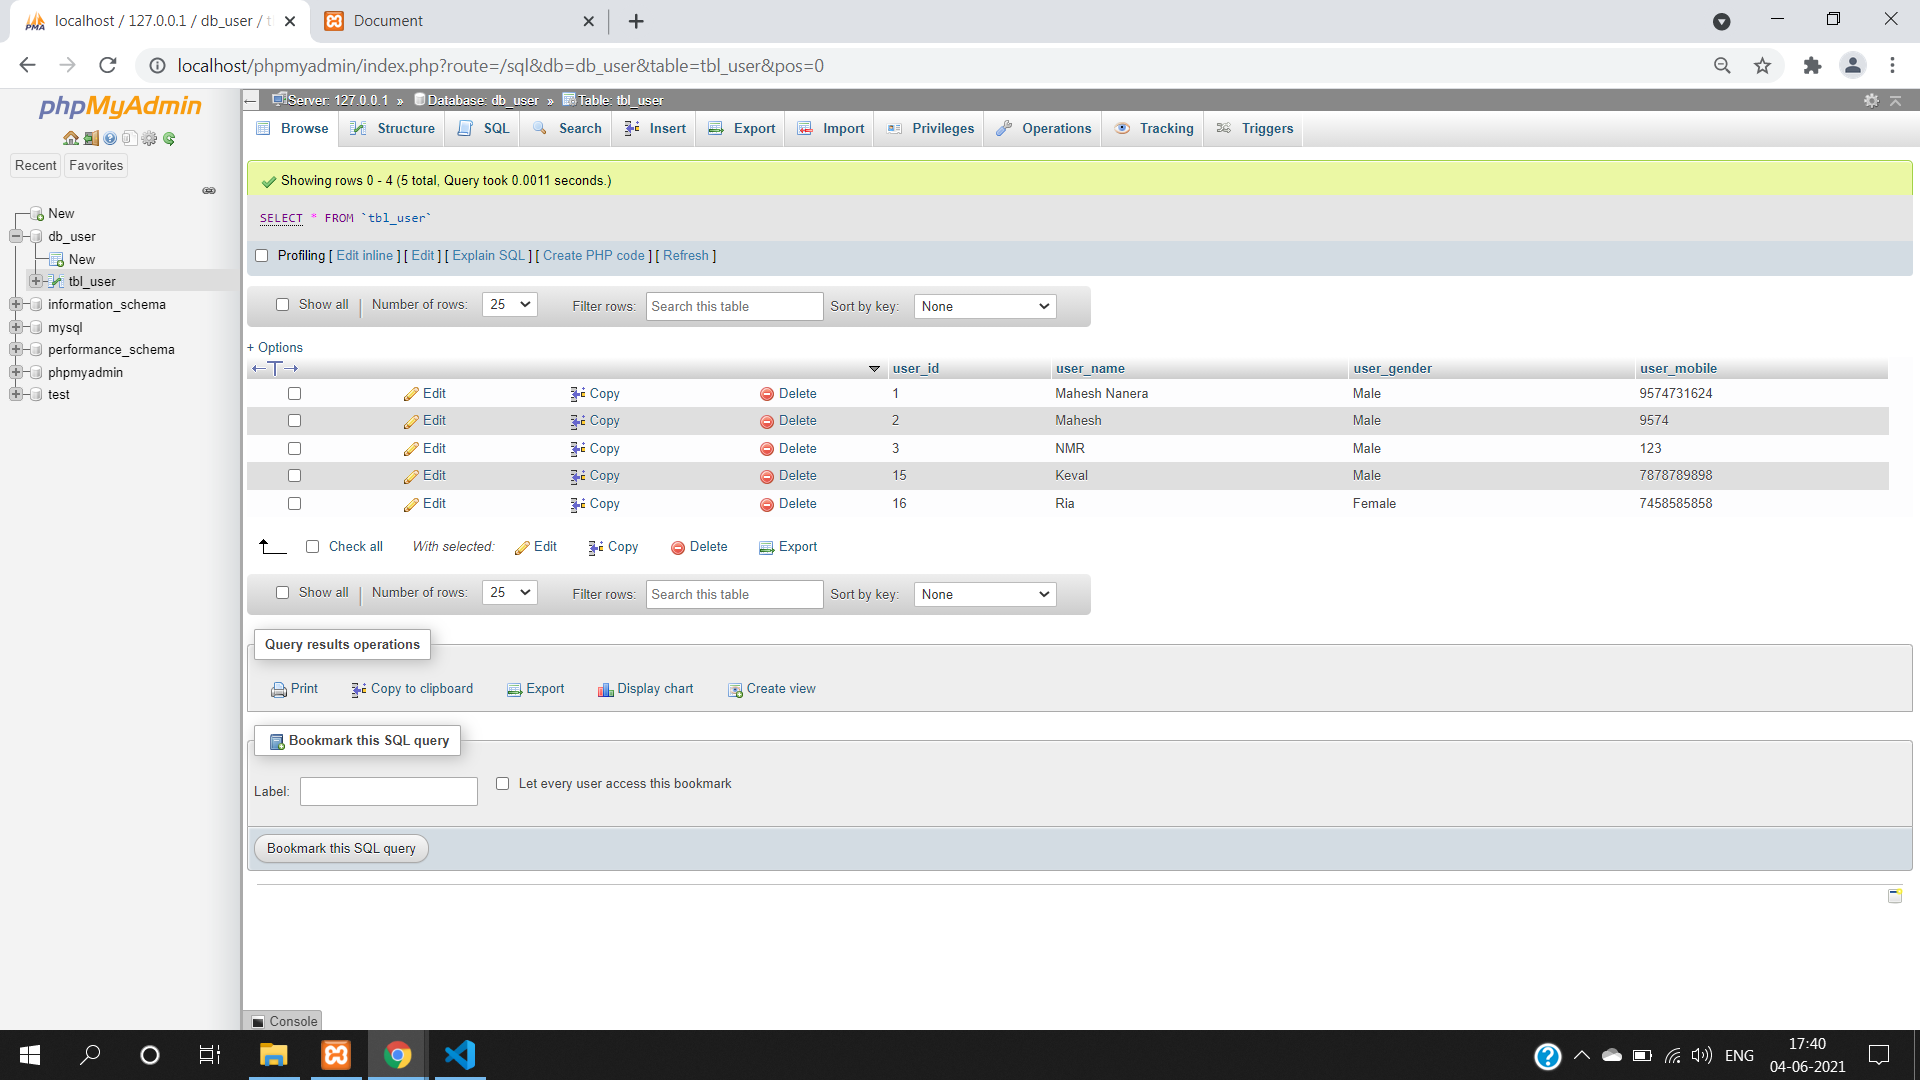 localhost / 127.0.0.1 / db_user / t
Document
localhost/phpmyadmin/index.php?route=/sql&db=db_user&table=tbl_user&pos=0
phpMyAdmin
Recent
Favorites
New
db_user
New
tbl_user
information_schema
mysql
performance_schema
phpmyadmin
test
Server: 127.0.0.1 » Database: db_user » Table: tbl_user
Browse Structure SQL Search Insert Export Import Privileges Operations Tracking Triggers
Showing rows 0 - 4 (5 total, Query took 0.0011 seconds.)
SELECT * FROM `tbl_user`
Profiling [ Edit inline ] [ Edit ] [ Explain SQL ] [ Create PHP code ] [ Refresh ]
Show all Number of rows: 25 Filter rows: Search this table Sort by key: None
+ Options
user_id user_name user_gender user_mobile
Edit Copy Delete 1 Mahesh Nanera Male 9574731624
Edit Copy Delete 2 Mahesh Male 9574
Edit Copy Delete 3 NMR Male 123
Edit Copy Delete 15 Keval Male 7878789898
Edit Copy Delete 16 Ria Female 7458585858
Check all With selected: Edit Copy Delete Export
Show all Number of rows: 25 Filter rows: Search this table Sort by key: None
Query results operations
Print Copy to clipboard Export Display chart Create view
Bookmark this SQL query
Label: Let every user access this bookmark
Bookmark this SQL query
Console
ENG
17:40
04-06-2021